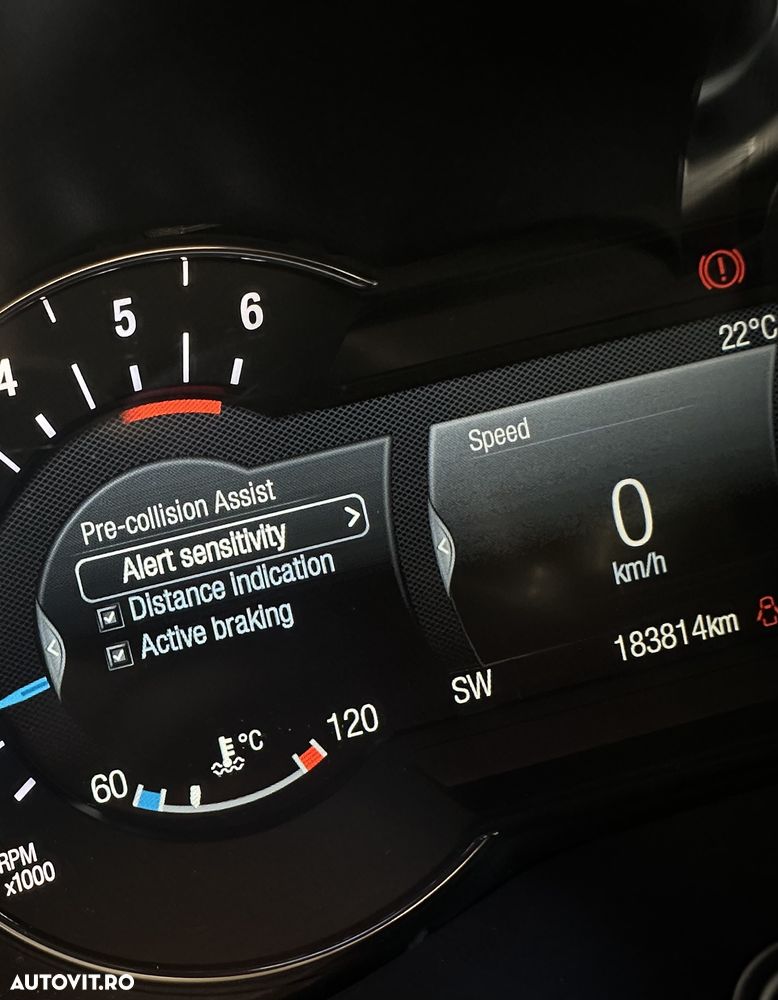 4
5
6
22°C
Speed
0
km/h
Pre-collision Assist
Alert sensitivity
Distance indication
Active braking
183814km
SW
60
°C
120
RPM
x1000
AUTOVIT.RO